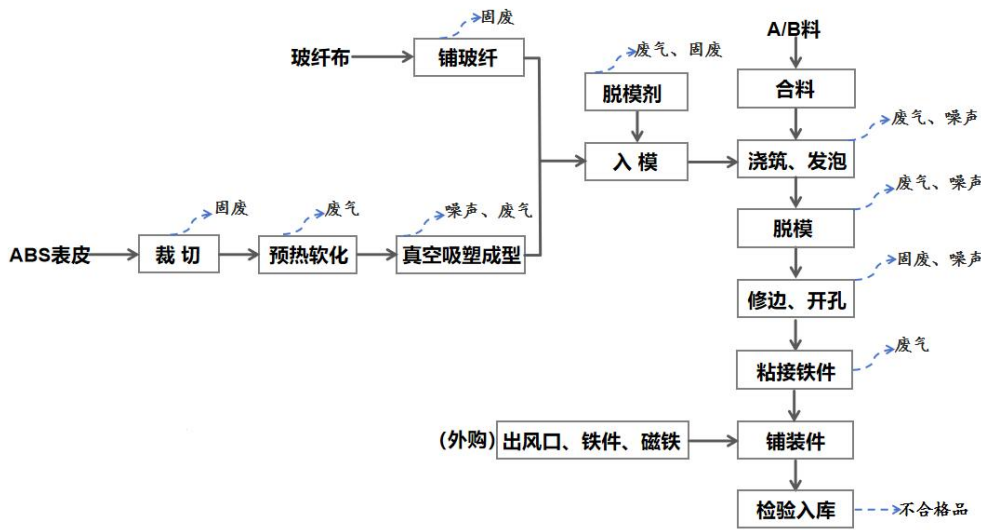 固废
玻纤布
铺玻纤
废气、固废
脱模剂
A/B料
合料
入 模
浇筑、发泡
废气、噪声
脱模
废气、噪声
ABS表皮
固废
裁 切
废气
预热软化
噪声、废气
真空吸塑成型
修边、开孔
固废、噪声
粘接铁件
废气
（外购）
出风口、铁件、磁铁
铺装件
检验入库
不合格品